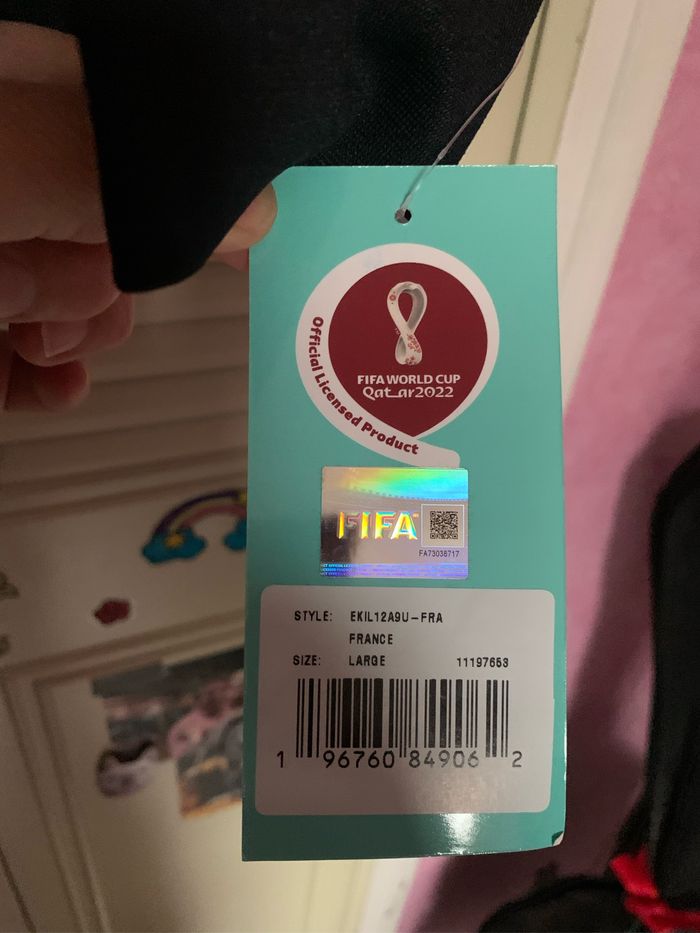 Official Licensed Product
FIFA WORLD CUP
Qatar2022
FIFA
FA73038717
STYLE: EKIL12A9U-FRA
FRANCE
SIZE: LARGE 11197653
1 96760 84906 2